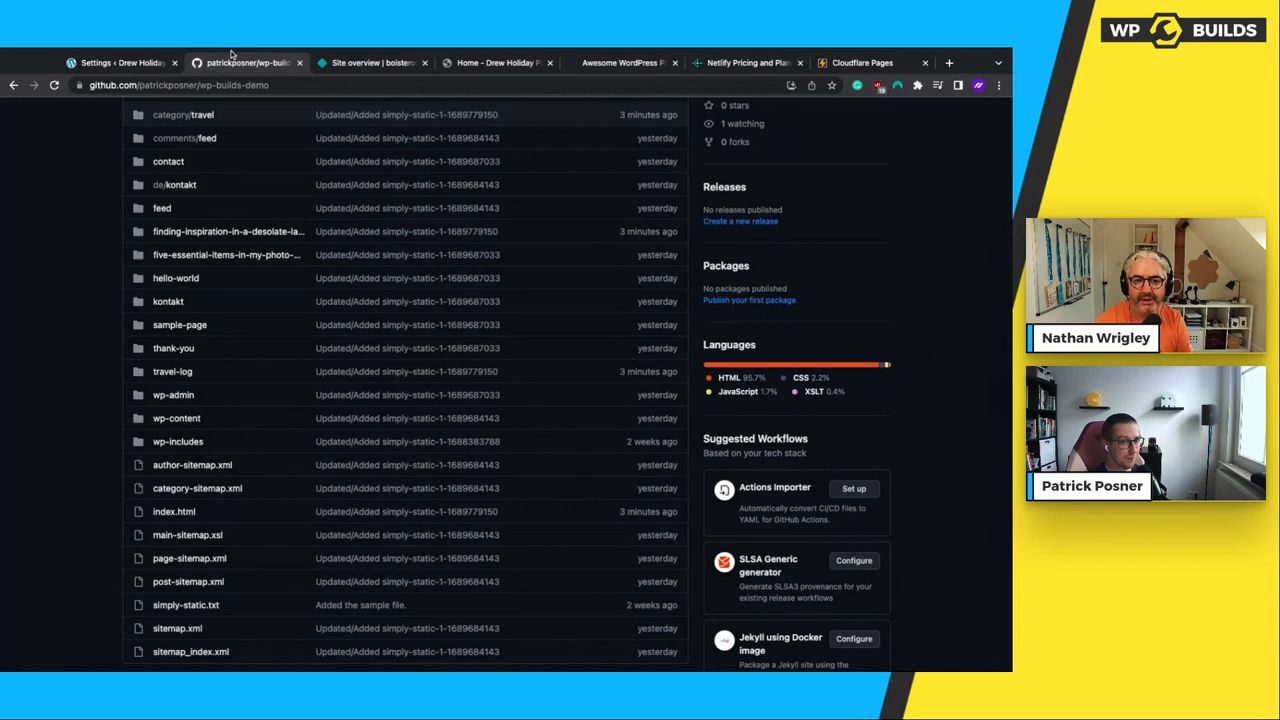 WP BUILDS
Settings ‹ Drew Holiday
patrickposner/wp-build
Site overview | boistero
Home - Drew Holiday P
Awesome WordPress P
Netlify Pricing and Plan
Cloudflare Pages
github.com/patrickposner/wp-builds-demo
category/travel Updated/Added simply-static-1-1689779150 3 minutes ago
comments/feed Updated/Added simply-static-1-1689684143 yesterday
contact Updated/Added simply-static-1-1689687033 yesterday
de/kontakt Updated/Added simply-static-1-1689684143 yesterday
feed Updated/Added simply-static-1-1689684143 yesterday
finding-inspiration-in-a-desolate-la... Updated/Added simply-static-1-1689779150 3 minutes ago
five-essential-items-in-my-photo-... Updated/Added simply-static-1-1689687033 yesterday
hello-world Updated/Added simply-static-1-1689687033 yesterday
kontakt Updated/Added simply-static-1-1689687033 yesterday
sample-page Updated/Added simply-static-1-1689687033 yesterday
thank-you Updated/Added simply-static-1-1689687033 yesterday
travel-log Updated/Added simply-static-1-1689779150 3 minutes ago
wp-admin Updated/Added simply-static-1-1689687033 yesterday
wp-content Updated/Added simply-static-1-1689684143 yesterday
wp-includes Updated/Added simply-static-1-1688383788 2 weeks ago
author-sitemap.xml Updated/Added simply-static-1-1689684143 yesterday
category-sitemap.xml Updated/Added simply-static-1-1689684143 yesterday
index.html Updated/Added simply-static-1-1689779150 3 minutes ago
main-sitemap.xsl Updated/Added simply-static-1-1689684143 yesterday
page-sitemap.xml Updated/Added simply-static-1-1689684143 yesterday
post-sitemap.xml Updated/Added simply-static-1-1689684143 yesterday
simply-static.txt Added the sample file. 2 weeks ago
sitemap.xml Updated/Added simply-static-1-1689684143 yesterday
sitemap_index.xml Updated/Added simply-static-1-1689684143 yesterday
0 stars
1 watching
0 forks
Releases
No releases published
Create a new release
Packages
No packages published
Publish your first package
Languages
HTML 95.7% CSS 2.2%
JavaScript 1.7% XSLT 0.4%
Suggested Workflows
Based on your tech stack
Actions Importer Set up
Automatically convert CI/CD files to
YAML for GitHub Actions.
SLSA Generic
generator
Configure
Generate SLSA3 provenance for your
existing release workflows
Jekyll using Docker
image
Configure
Package a Jekyll site using the
Nathan Wrigley
Patrick Posner